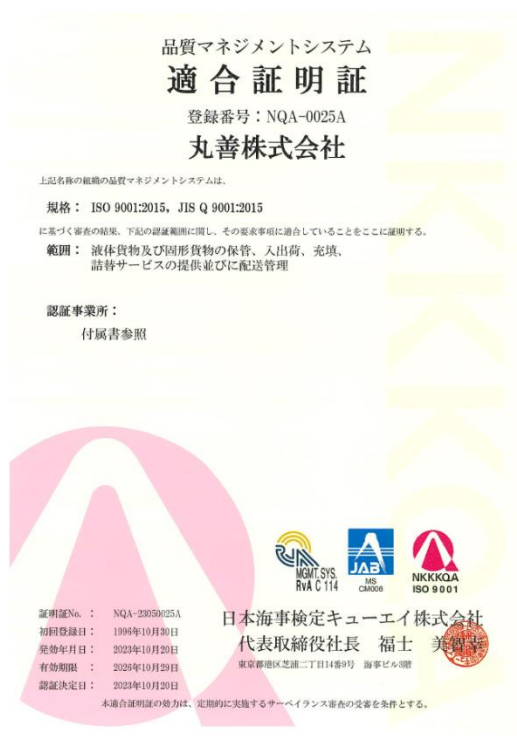 品質マネジメントシステム
適合証明証
登録番号：NQA-0025A
丸善株式会社
上記名称の組織の品質マネジメントシステムは、
規格： ISO 9001:2015, JIS Q 9001:2015
に基づく審査の結果、下記の認証範囲に関し、その要求事項に適合していることをここに証明する。
範囲： 液体貨物及び固形貨物の保管、入出荷、充填、
詰替サービスの提供並びに配送管理
認証事業所：
付属書参照
NKKKQA
MGMT. SYS.
RvA C 114
JAB
MS
CM006
NKKKQA
ISO 9001
証明証No. ： NQA-23050025A
初回登録日： 1996年10月30日
発効年月日： 2023年10月20日
有効期限 ： 2026年10月29日
認証決定日： 2023年10月20日
日本海事検定キューエイ株式会社
代表取締役社長 福士 美智幸
東京都港区芝浦二丁目14番9号 海事ビル3階
本適合証明証の効力は、定期的に実施するサーベイランス審査の受審を条件とする。